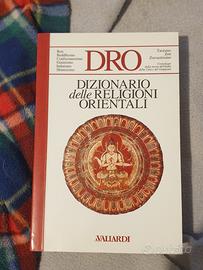 Bon
Buddhismo
Confucianesimo
Giainismo
Induismo
Shintoismo
Taoismo
Zen
Zoroastrismo
DRO
DIZIONARIO
delle RELIGIONI
ORIENTALI
A.VALLARDI